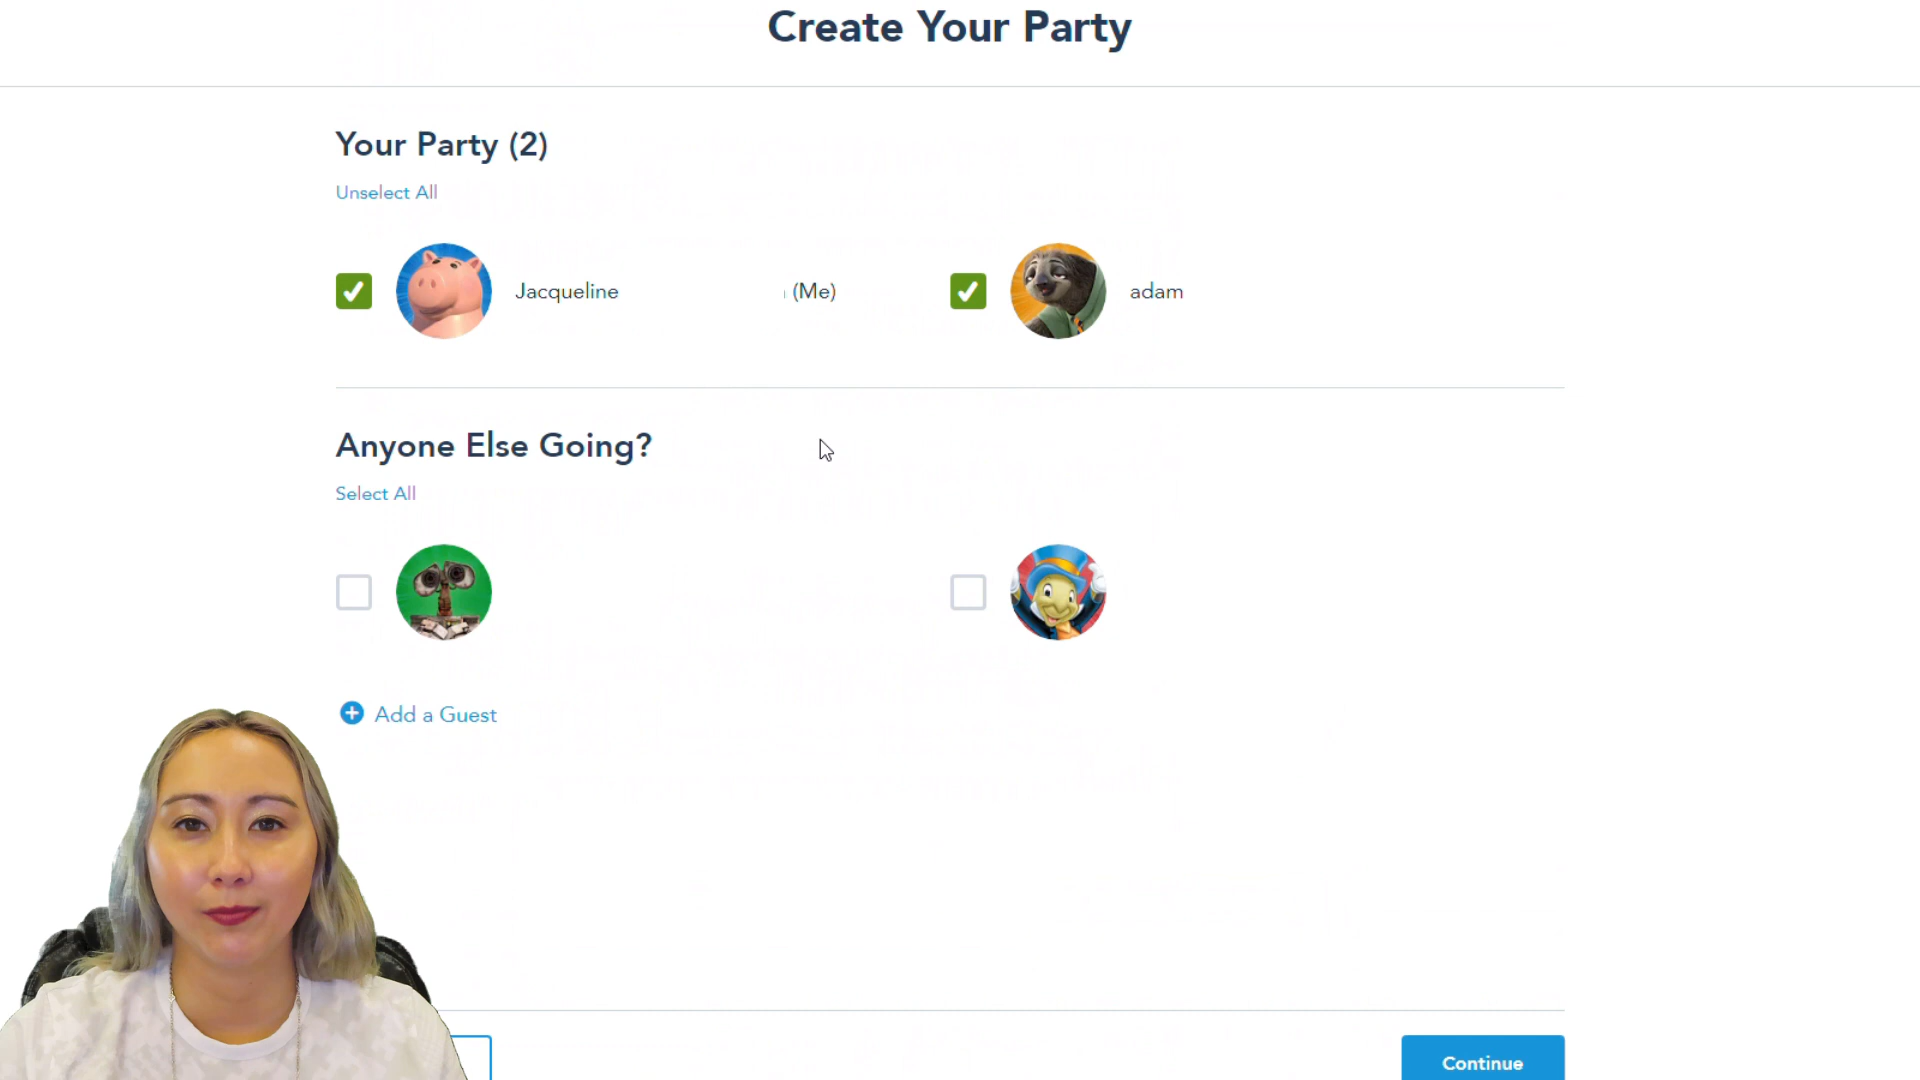 Create Your Party
Your Party (2)
Unselect All
Jacqueline (Me) adam
Anyone Else Going?
Select All
Add a Guest
Continue